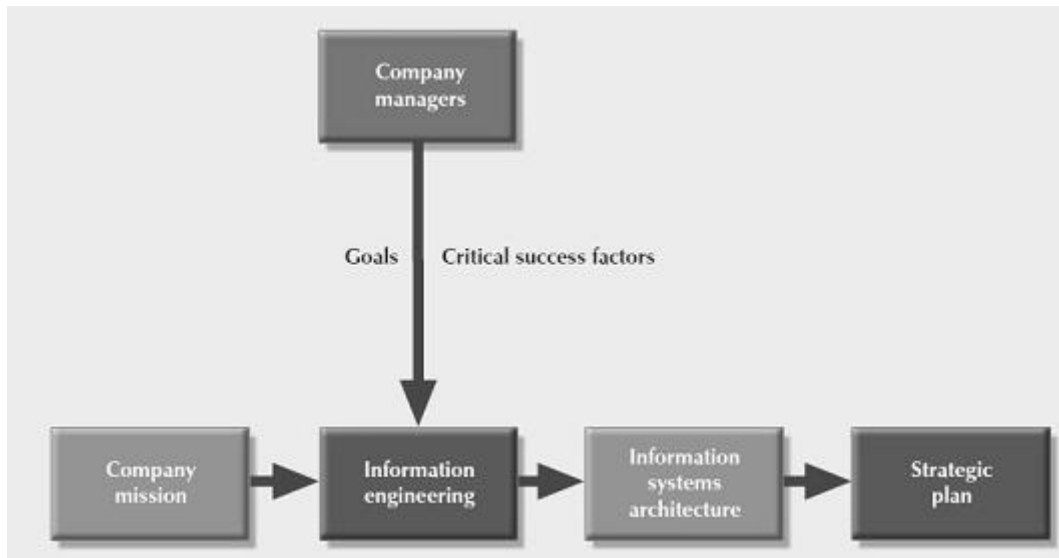 Company
managers
Goals
Critical success factors
Company
mission
Information
engineering
Information
systems
architecture
Strategic
plan